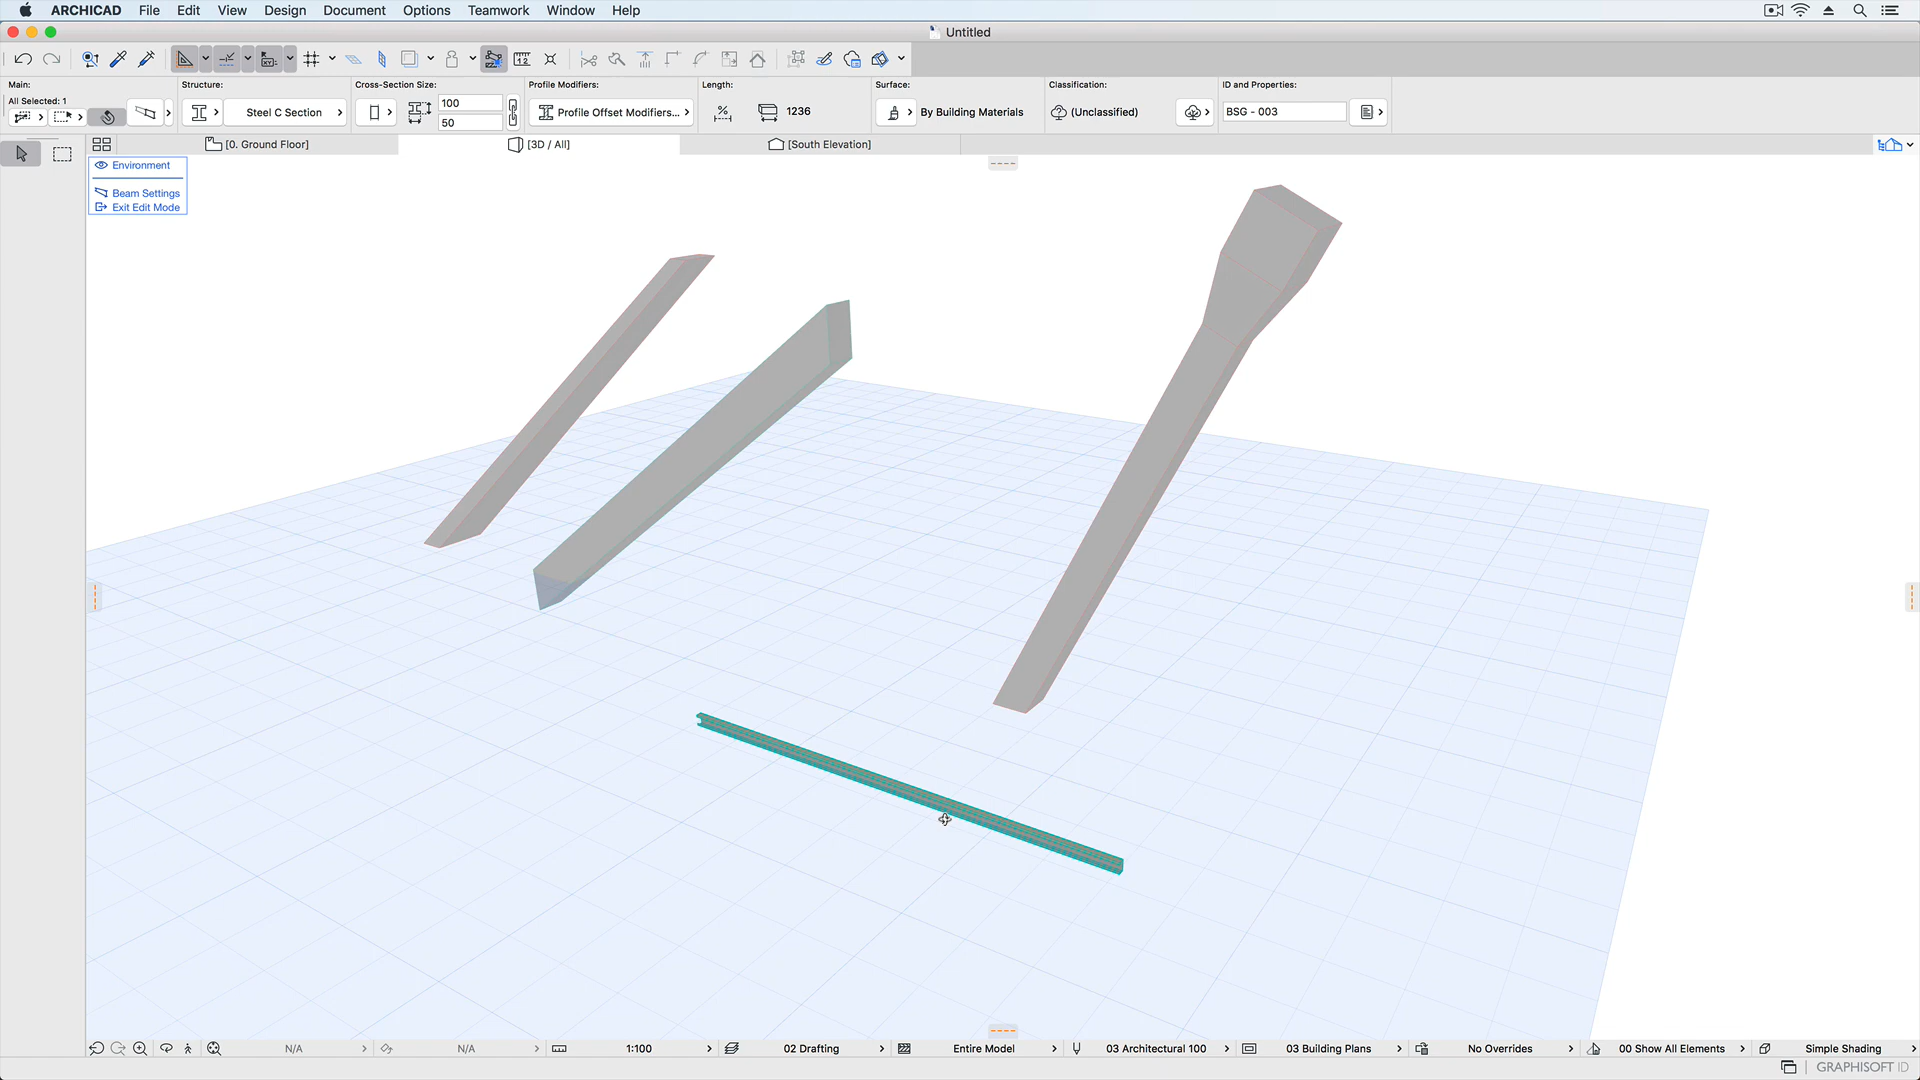 ARCHICAD File Edit View Design Document Options Teamwork Window Help
Untitled
Main: Structure: Cross-Section Size: Profile Modifiers: Length: Surface: Classification: ID and Properties:
All Selected: 1
Steel C Section 100 50 Profile Offset Modifiers... 1236 By Building Materials (Unclassified) BSG - 003
[0. Ground Floor] [3D / All] [South Elevation]
Environment
Beam Settings
Exit Edit Mode
N/A N/A 1:100 02 Drafting Entire Model 03 Architectural 100 03 Building Plans No Overrides 00 Show All Elements Simple Shading
GRAPHISOFT ID